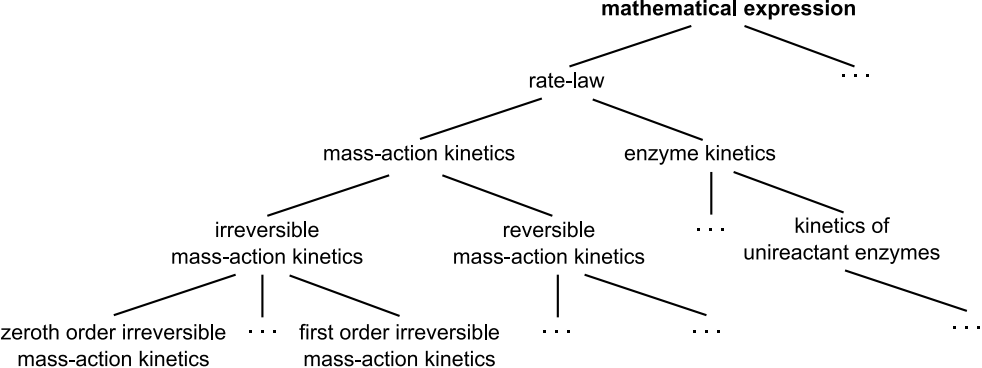 mathematical expression
rate-law
. . .
mass-action kinetics
enzyme kinetics
irreversible
mass-action kinetics
reversible
mass-action kinetics
. . .
kinetics of
unireactant enzymes
zeroth order irreversible
mass-action kinetics
. . .
first order irreversible
mass-action kinetics
. . .
. . .
. . .